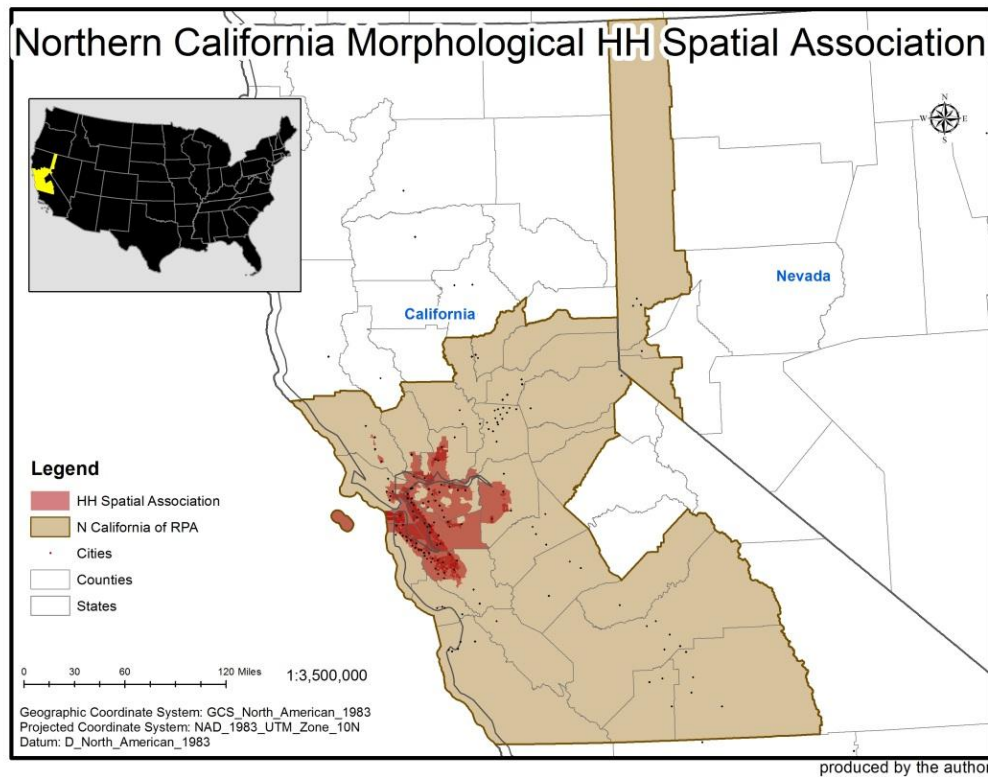 Northern California Morphological HH Spatial Association
N
W E
S
Nevada
California
Legend
HH Spatial Association
N California of RPA
Cities
Counties
States
0 30 60 120 Miles
1:3,500,000
Geographic Coordinate System: GCS_North_American_1983
Projected Coordinate System: NAD_1983_UTM_Zone_10N
Datum: D_North_American_1983
produced by the author